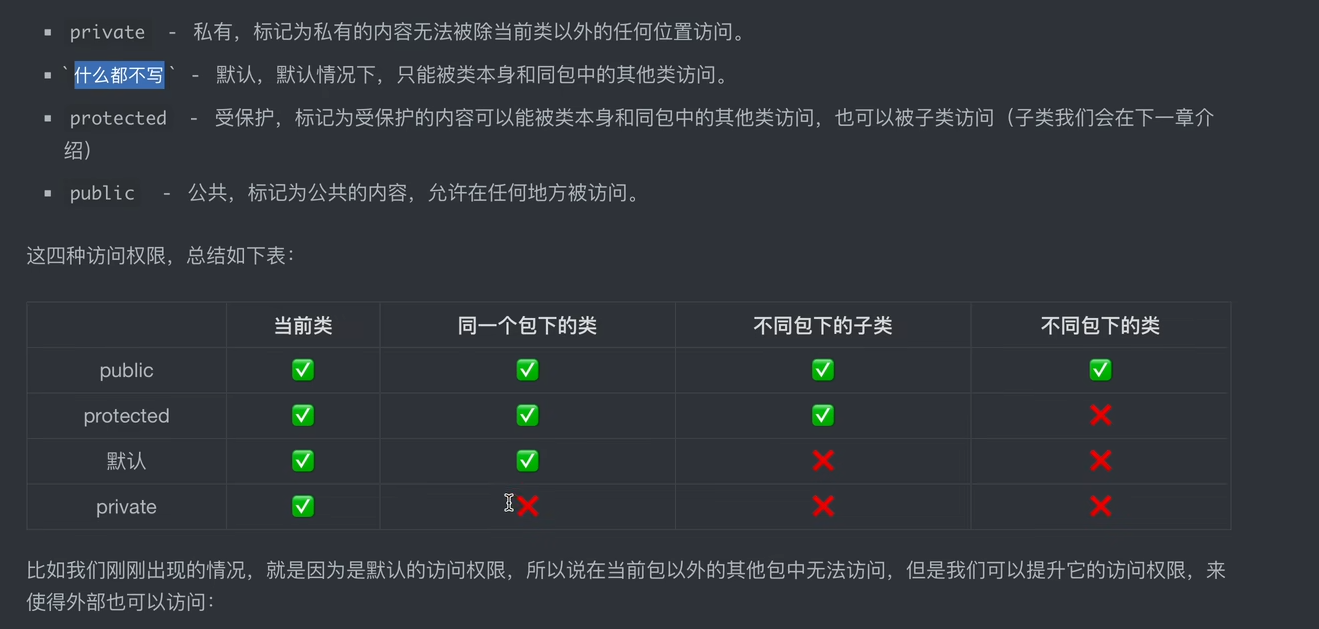 private - 私有，标记为私有的内容无法被除当前类以外的任何位置访问。
`什么都不写` - 默认，默认情况下，只能被类本身和同包中的其他类访问。
protected - 受保护，标记为受保护的内容可以能被类本身和同包中的其他类访问，也可以被子类访问（子类我们会在下一章介
绍）
public - 公共，标记为公共的内容，允许在任何地方被访问。
这四种访问权限，总结如下表：
当前类 同一个包下的类 不同包下的子类 不同包下的类
public ✅ ✅ ✅ ✅
protected ✅ ✅ ✅ ❌
默认 ✅ ✅ ❌ ❌
private ✅ ❌ ❌ ❌
比如我们刚刚出现的情况，就是因为是默认的访问权限，所以说在当前包以外的其他包中无法访问，但是我们可以提升它的访问权限，来
使得外部也可以访问：